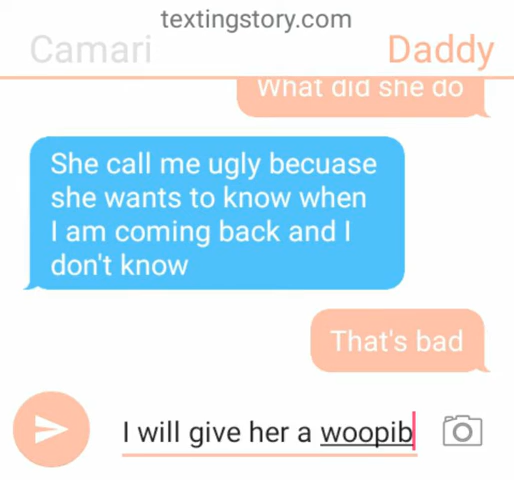 textingstory.com
Camari
Daddy
What did she do
She call me ugly becuase
she wants to know when
I am coming back and I
don't know
That's bad
I will give her a woopib